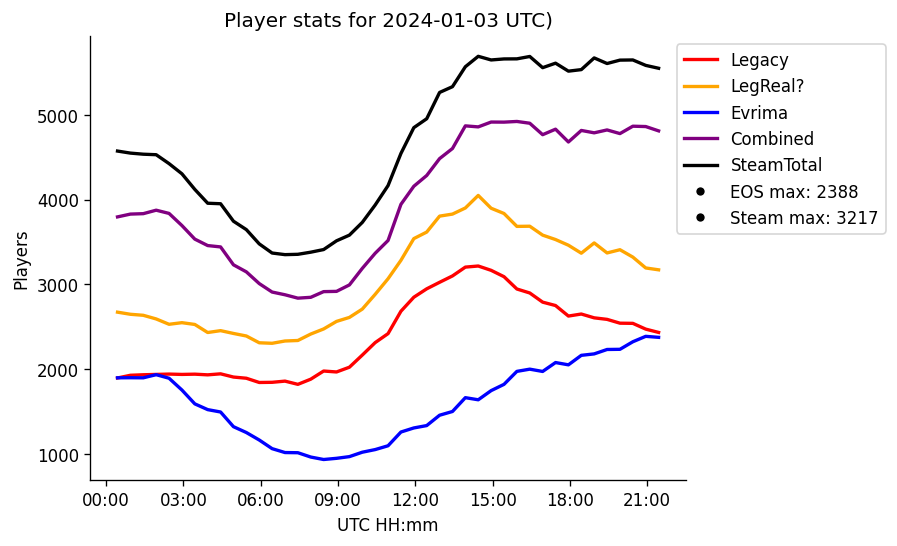 Player stats for 2024-01-03 UTC)
Legacy
LegReal?
Evrima
Combined
SteamTotal
EOS max: 2388
Steam max: 3217
Players
5000
4000
3000
2000
1000
00:00 03:00 06:00 09:00 12:00 15:00 18:00 21:00
UTC HH:mm